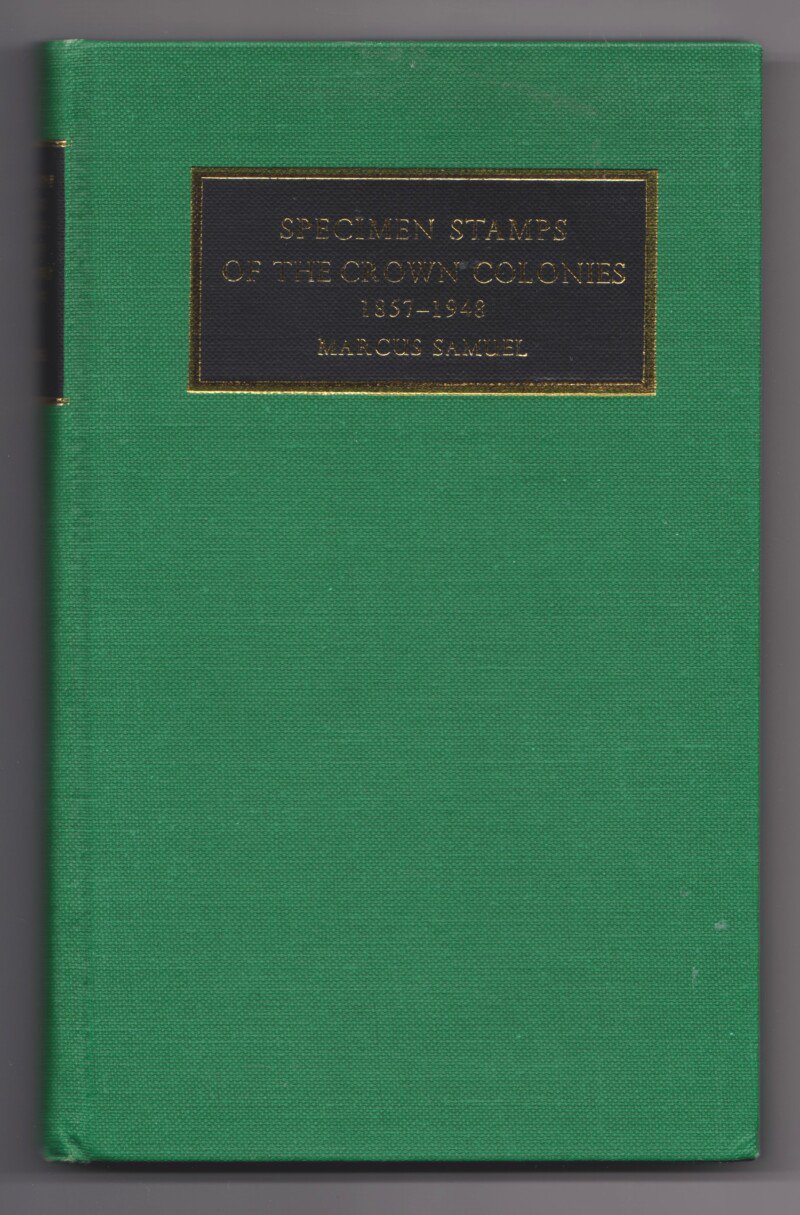 SPECIMEN STAMPS
OF THE CROWN COLONIES
1857–1948
MARCUS SAMUEL